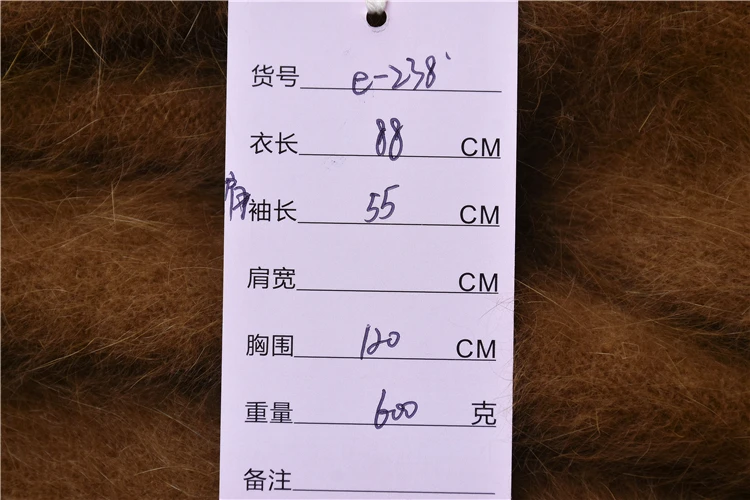 货号 e-238
衣长 88 CM
肩袖长 55 CM
肩宽 CM
胸围 120 CM
重量 600 克
备注